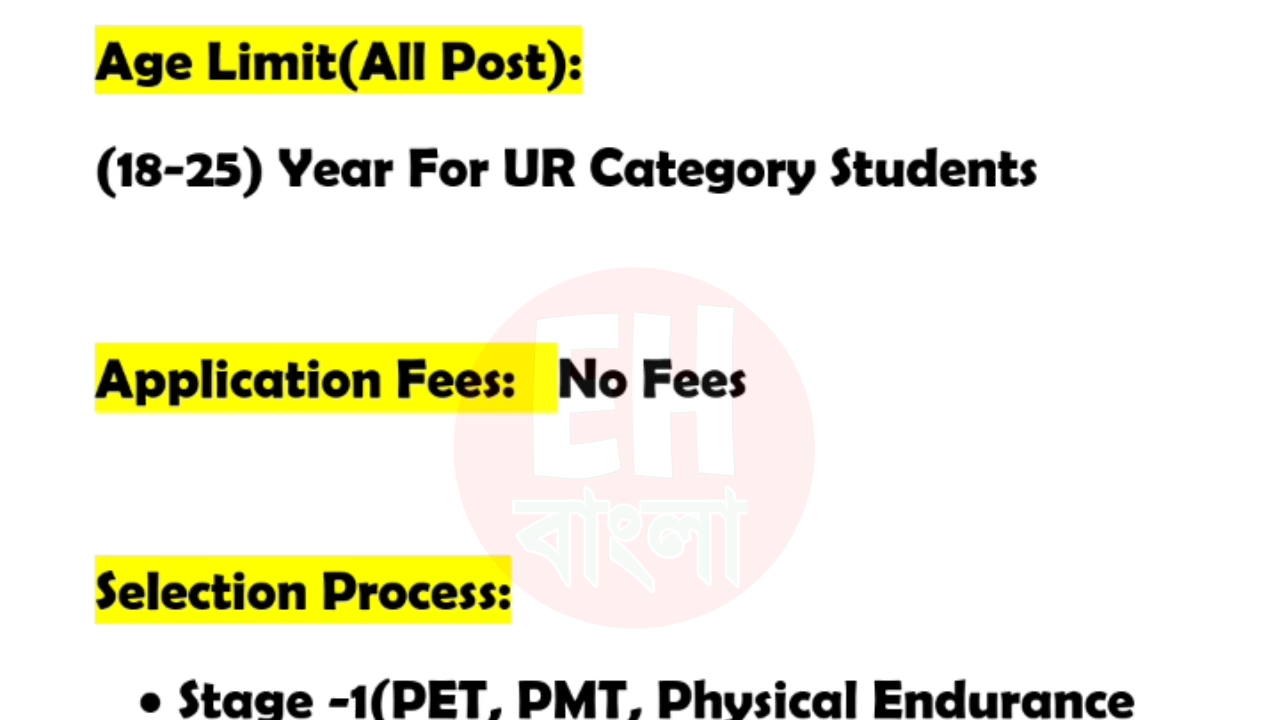 Age Limit(All Post):
(18-25) Year For UR Category Students
Application Fees: No Fees
EH
বাংলা
Selection Process:
• Stage -1(PET, PMT, Physical Endurance